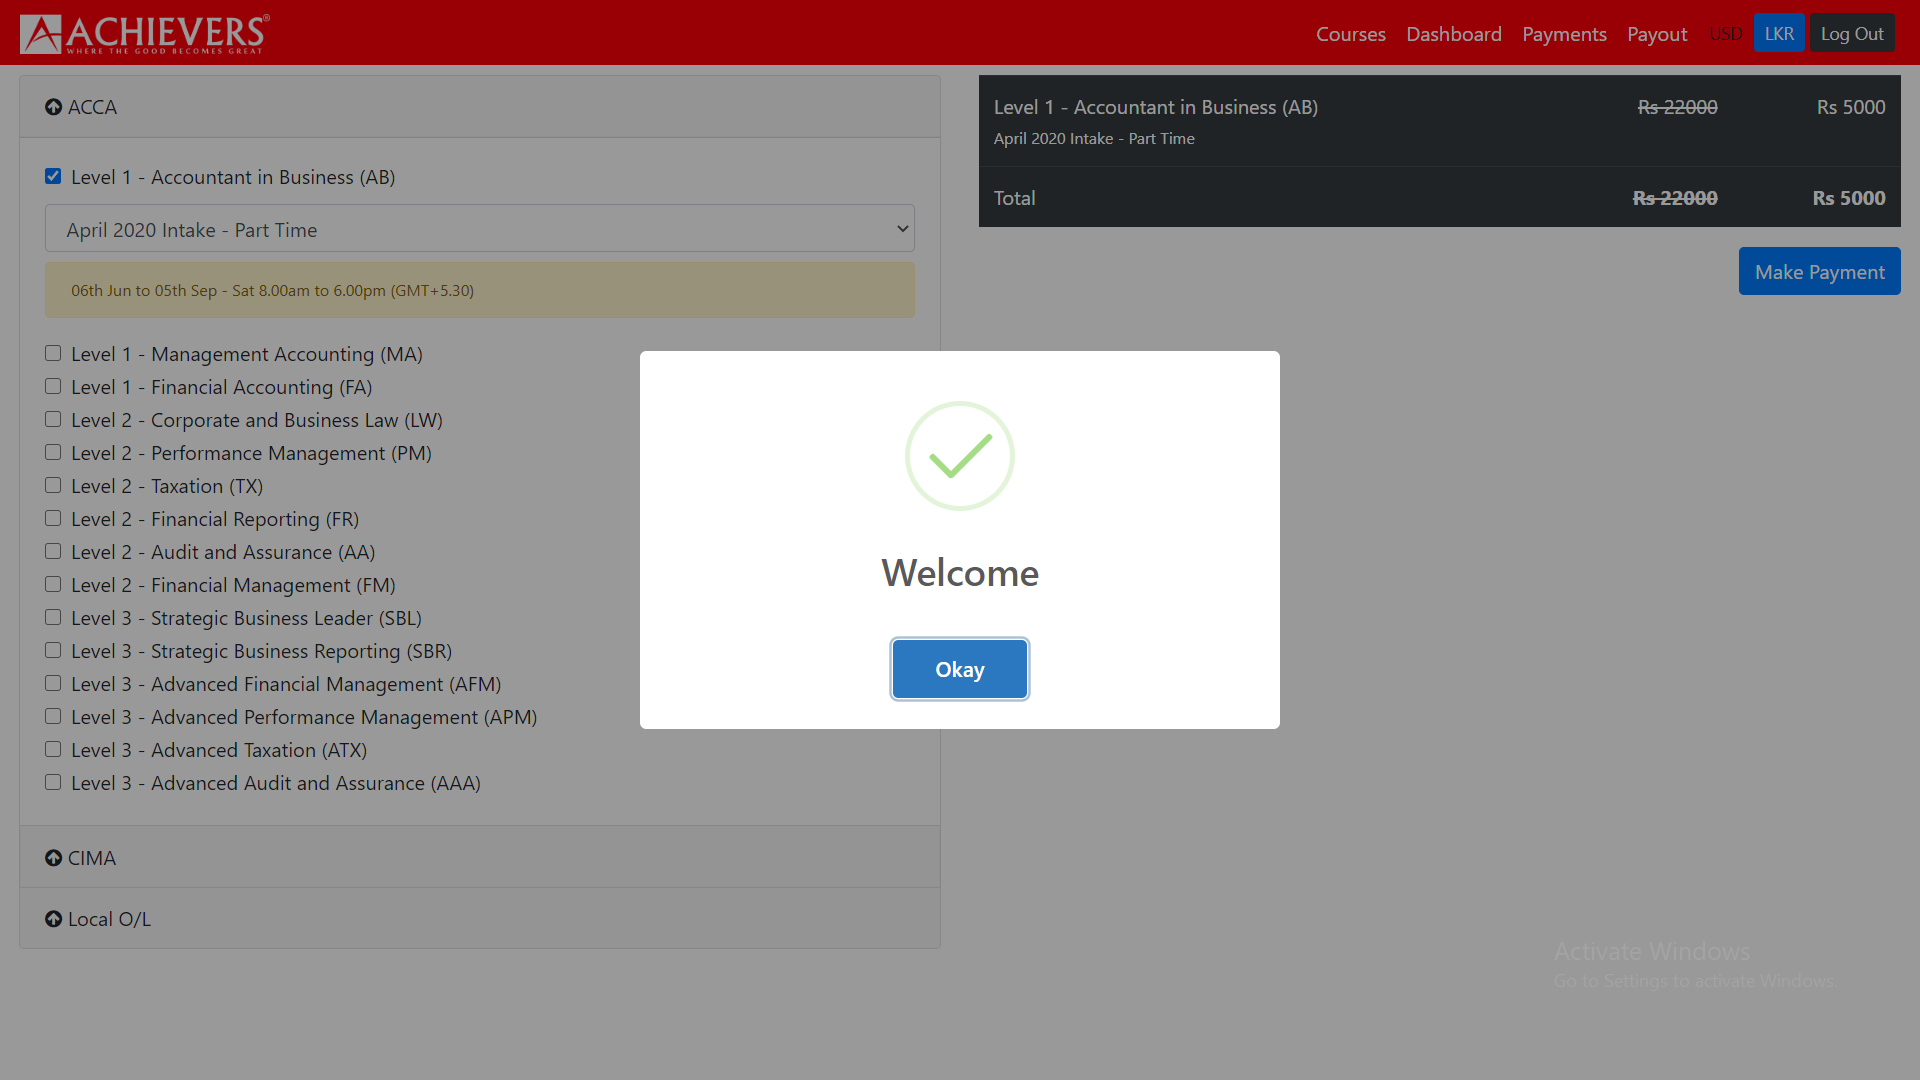 ACHIEVERS®
WHERE THE GOOD BECOMES GREAT
Courses Dashboard Payments Payout USD LKR Log Out
ACCA
Level 1 - Accountant in Business (AB)
April 2020 Intake - Part Time
06th Jun to 05th Sep - Sat 8.00am to 6.00pm (GMT+5.30)
Level 1 - Management Accounting (MA)
Level 1 - Financial Accounting (FA)
Level 2 - Corporate and Business Law (LW)
Level 2 - Performance Management (PM)
Level 2 - Taxation (TX)
Level 2 - Financial Reporting (FR)
Level 2 - Audit and Assurance (AA)
Level 2 - Financial Management (FM)
Level 3 - Strategic Business Leader (SBL)
Level 3 - Strategic Business Reporting (SBR)
Level 3 - Advanced Financial Management (AFM)
Level 3 - Advanced Performance Management (APM)
Level 3 - Advanced Taxation (ATX)
Level 3 - Advanced Audit and Assurance (AAA)
CIMA
Local O/L
Level 1 - Accountant in Business (AB) Rs 22000 Rs 5000
April 2020 Intake - Part Time
Total Rs 22000 Rs 5000
Make Payment
Welcome
Okay
Activate Windows
Go to Settings to activate Windows.